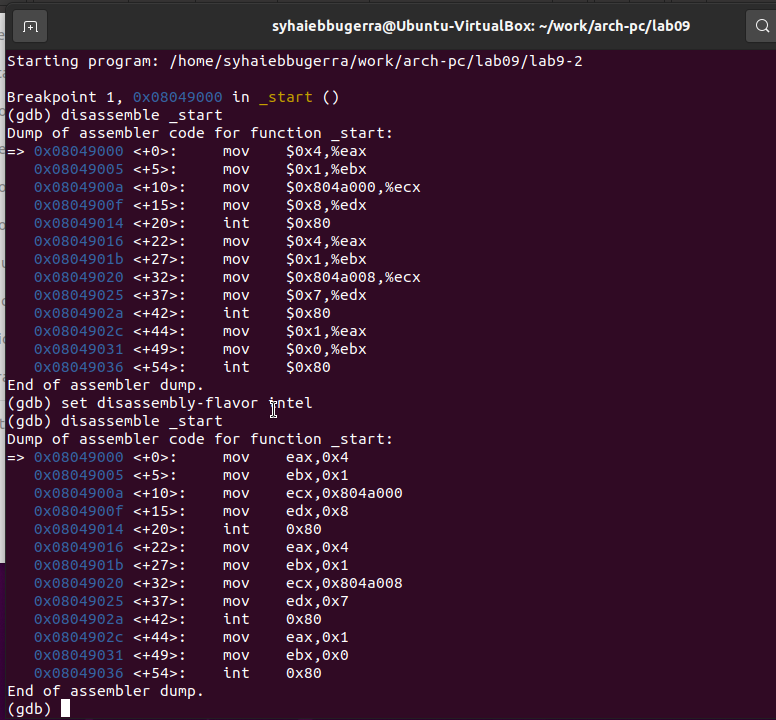 syhaiebbugerra@Ubuntu-VirtualBox: ~/work/arch-pc/lab09
Starting program: /home/syhaiebbugerra/work/arch-pc/lab09/lab9-2
Breakpoint 1, 0x08049000 in _start ()
(gdb) disassemble _start
Dump of assembler code for function _start:
=> 0x08049000 <+0>:     mov    $0x4,%eax
   0x08049005 <+5>:     mov    $0x1,%ebx
   0x0804900a <+10>:    mov    $0x804a000,%ecx
   0x0804900f <+15>:    mov    $0x8,%edx
   0x08049014 <+20>:    int    $0x80
   0x08049016 <+22>:    mov    $0x4,%eax
   0x0804901b <+27>:    mov    $0x1,%ebx
   0x08049020 <+32>:    mov    $0x804a008,%ecx
   0x08049025 <+37>:    mov    $0x7,%edx
   0x0804902a <+42>:    int    $0x80
   0x0804902c <+44>:    mov    $0x1,%eax
   0x08049031 <+49>:    mov    $0x0,%ebx
   0x08049036 <+54>:    int    $0x80
End of assembler dump.
(gdb) set disassembly-flavor intel
(gdb) disassemble _start
Dump of assembler code for function _start:
=> 0x08049000 <+0>:     mov    eax,0x4
   0x08049005 <+5>:     mov    ebx,0x1
   0x0804900a <+10>:    mov    ecx,0x804a000
   0x0804900f <+15>:    mov    edx,0x8
   0x08049014 <+20>:    int    0x80
   0x08049016 <+22>:    mov    eax,0x4
   0x0804901b <+27>:    mov    ebx,0x1
   0x08049020 <+32>:    mov    ecx,0x804a008
   0x08049025 <+37>:    mov    edx,0x7
   0x0804902a <+42>:    int    0x80
   0x0804902c <+44>:    mov    eax,0x1
   0x08049031 <+49>:    mov    ebx,0x0
   0x08049036 <+54>:    int    0x80
End of assembler dump.
(gdb)